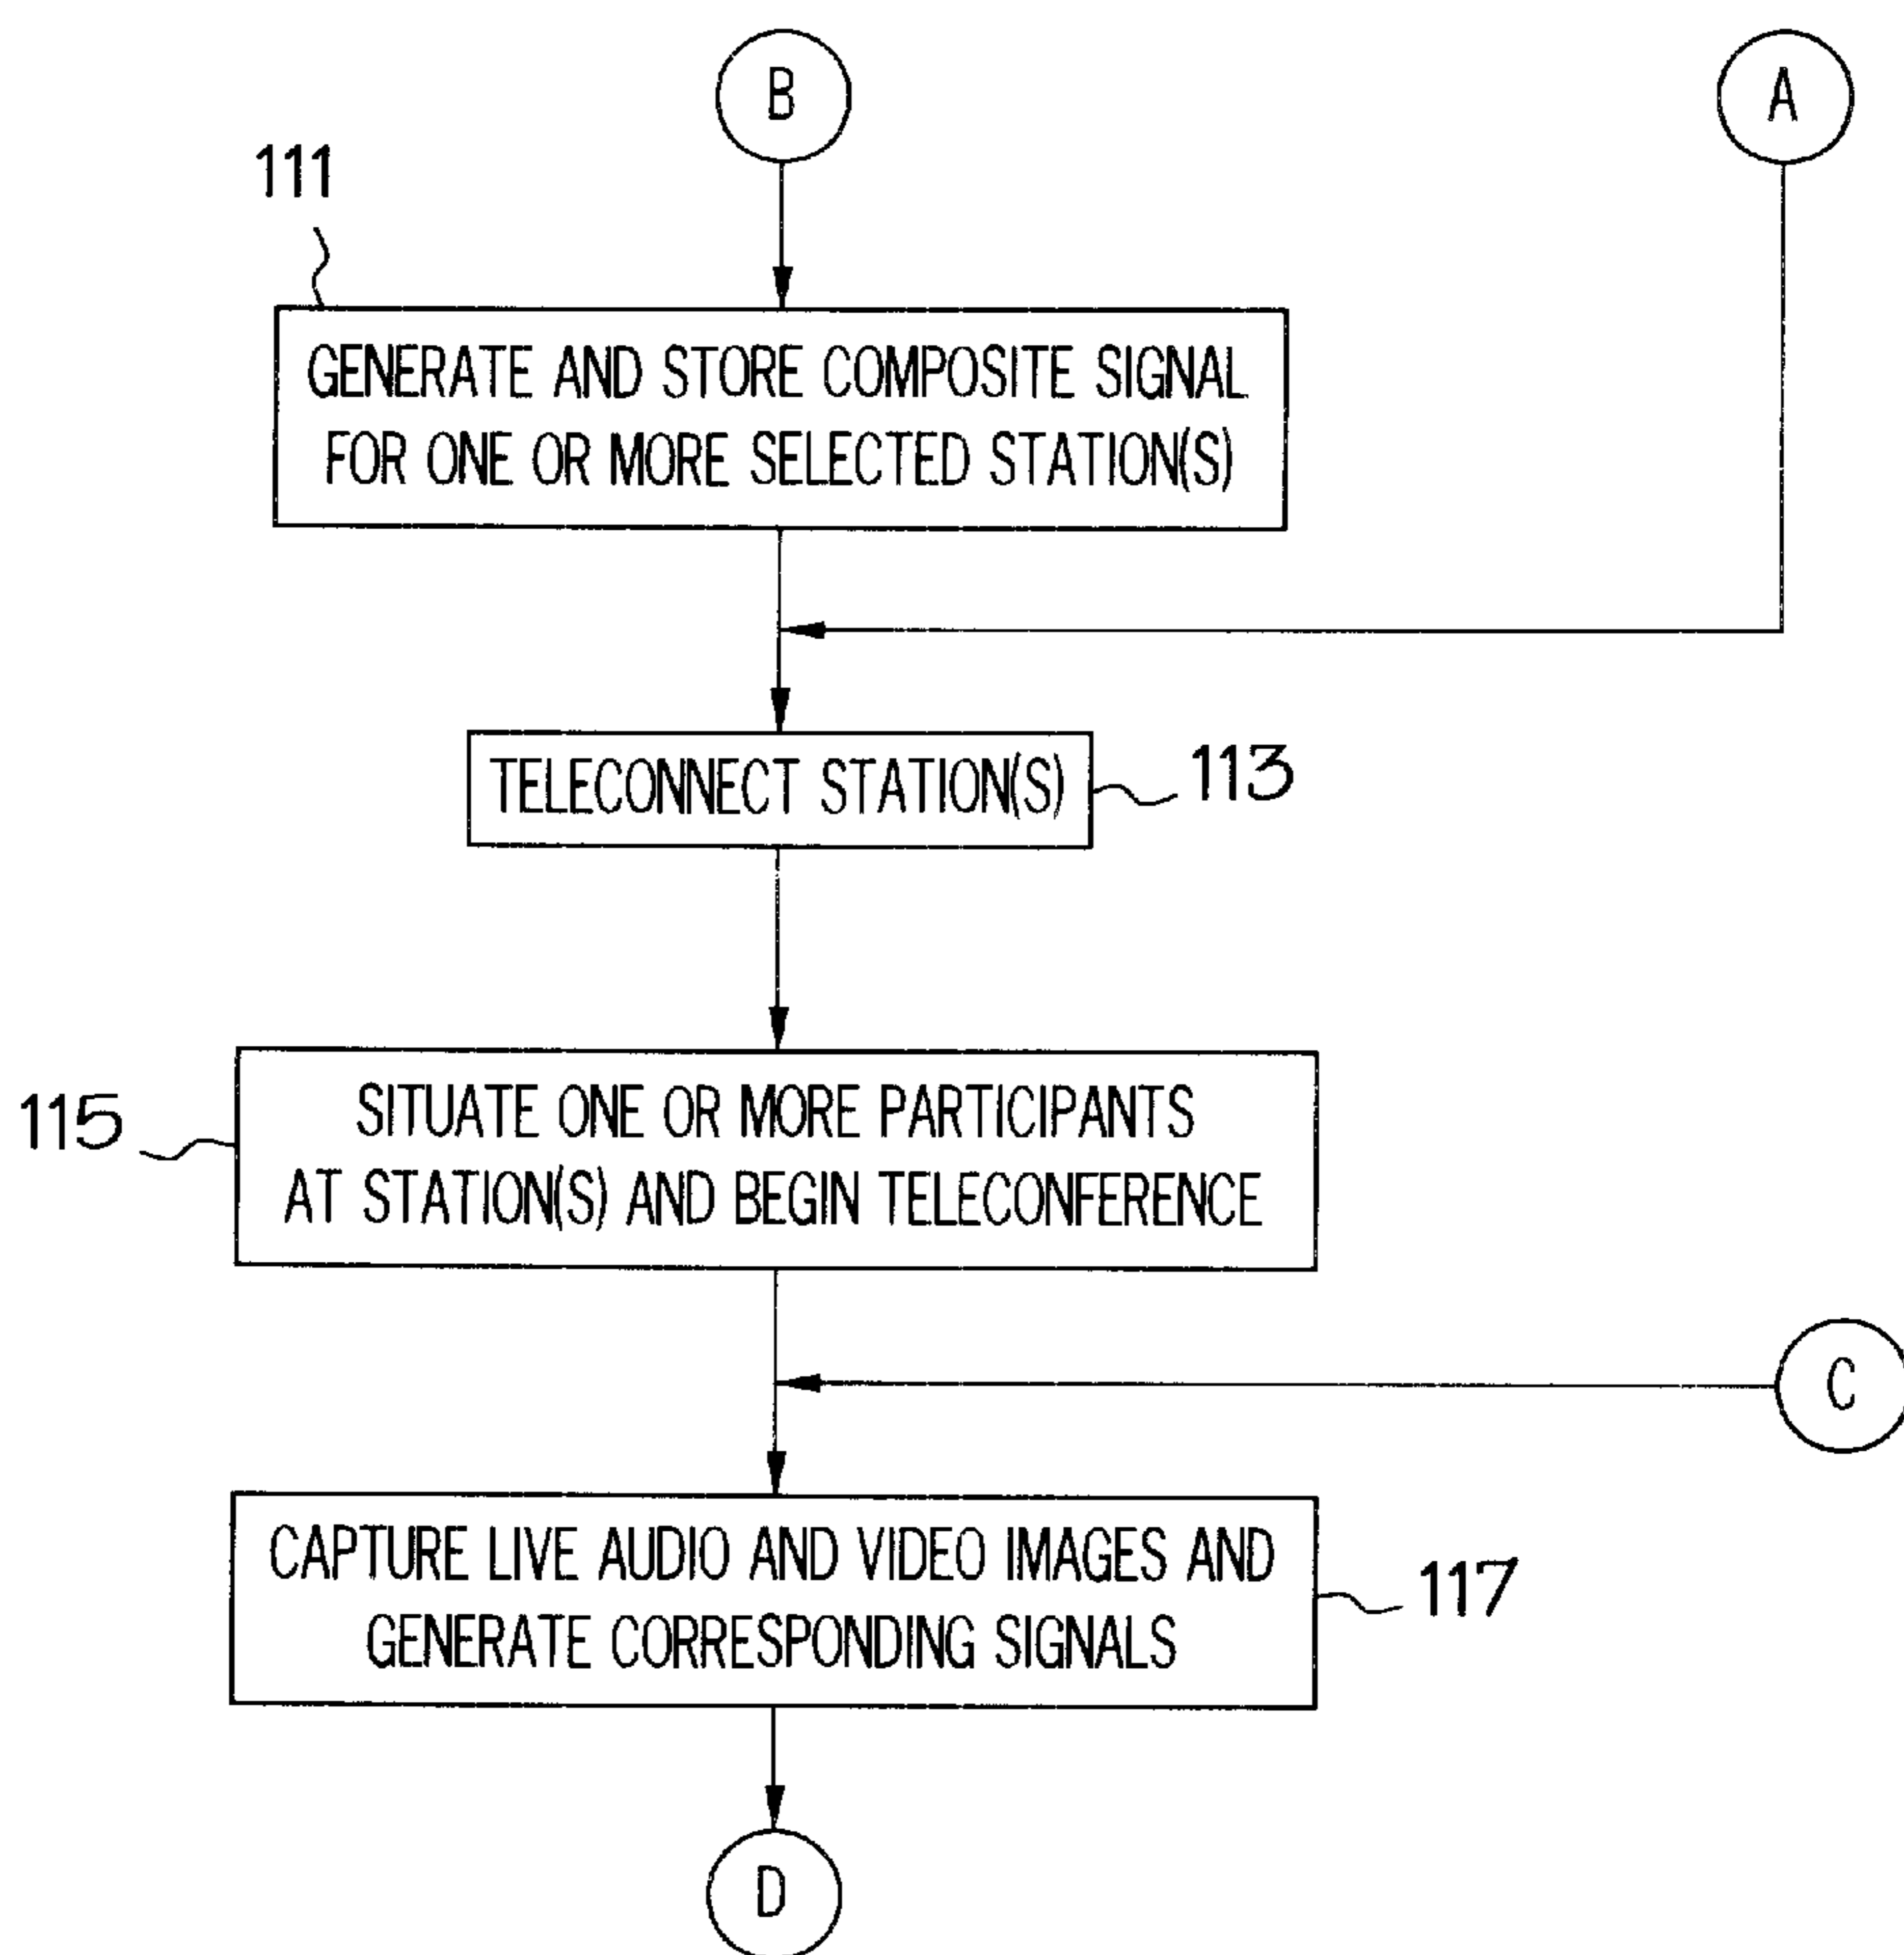 B
A
111
GENERATE AND STORE COMPOSITE SIGNAL
FOR ONE OR MORE SELECTED STATION(S)
TELECONNECT STATION(S)
113
115
SITUATE ONE OR MORE PARTICIPANTS
AT STATION(S) AND BEGIN TELECONFERENCE
C
CAPTURE LIVE AUDIO AND VIDEO IMAGES AND
GENERATE CORRESPONDING SIGNALS
117
D